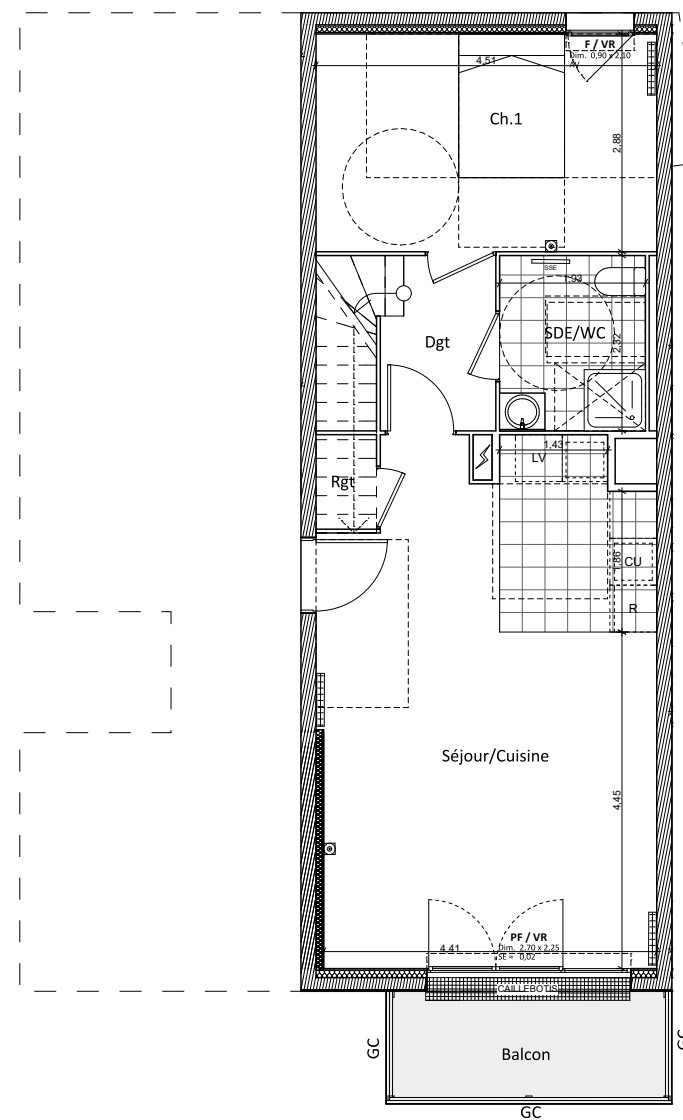 F / VR
Dim. 0,90 x 2,10
4,51
Ch.1
2,88
SSE
1,93
Dgt
SDE/WC
2,32
1,43
LV
Rgt
1,86
CU
R
Séjour/Cuisine
4,45
PF / VR
4,41
Dim. 2,70 x 2,25
SE = 0,02
CAILLEBOTIS
GC
Balcon
GC
GC